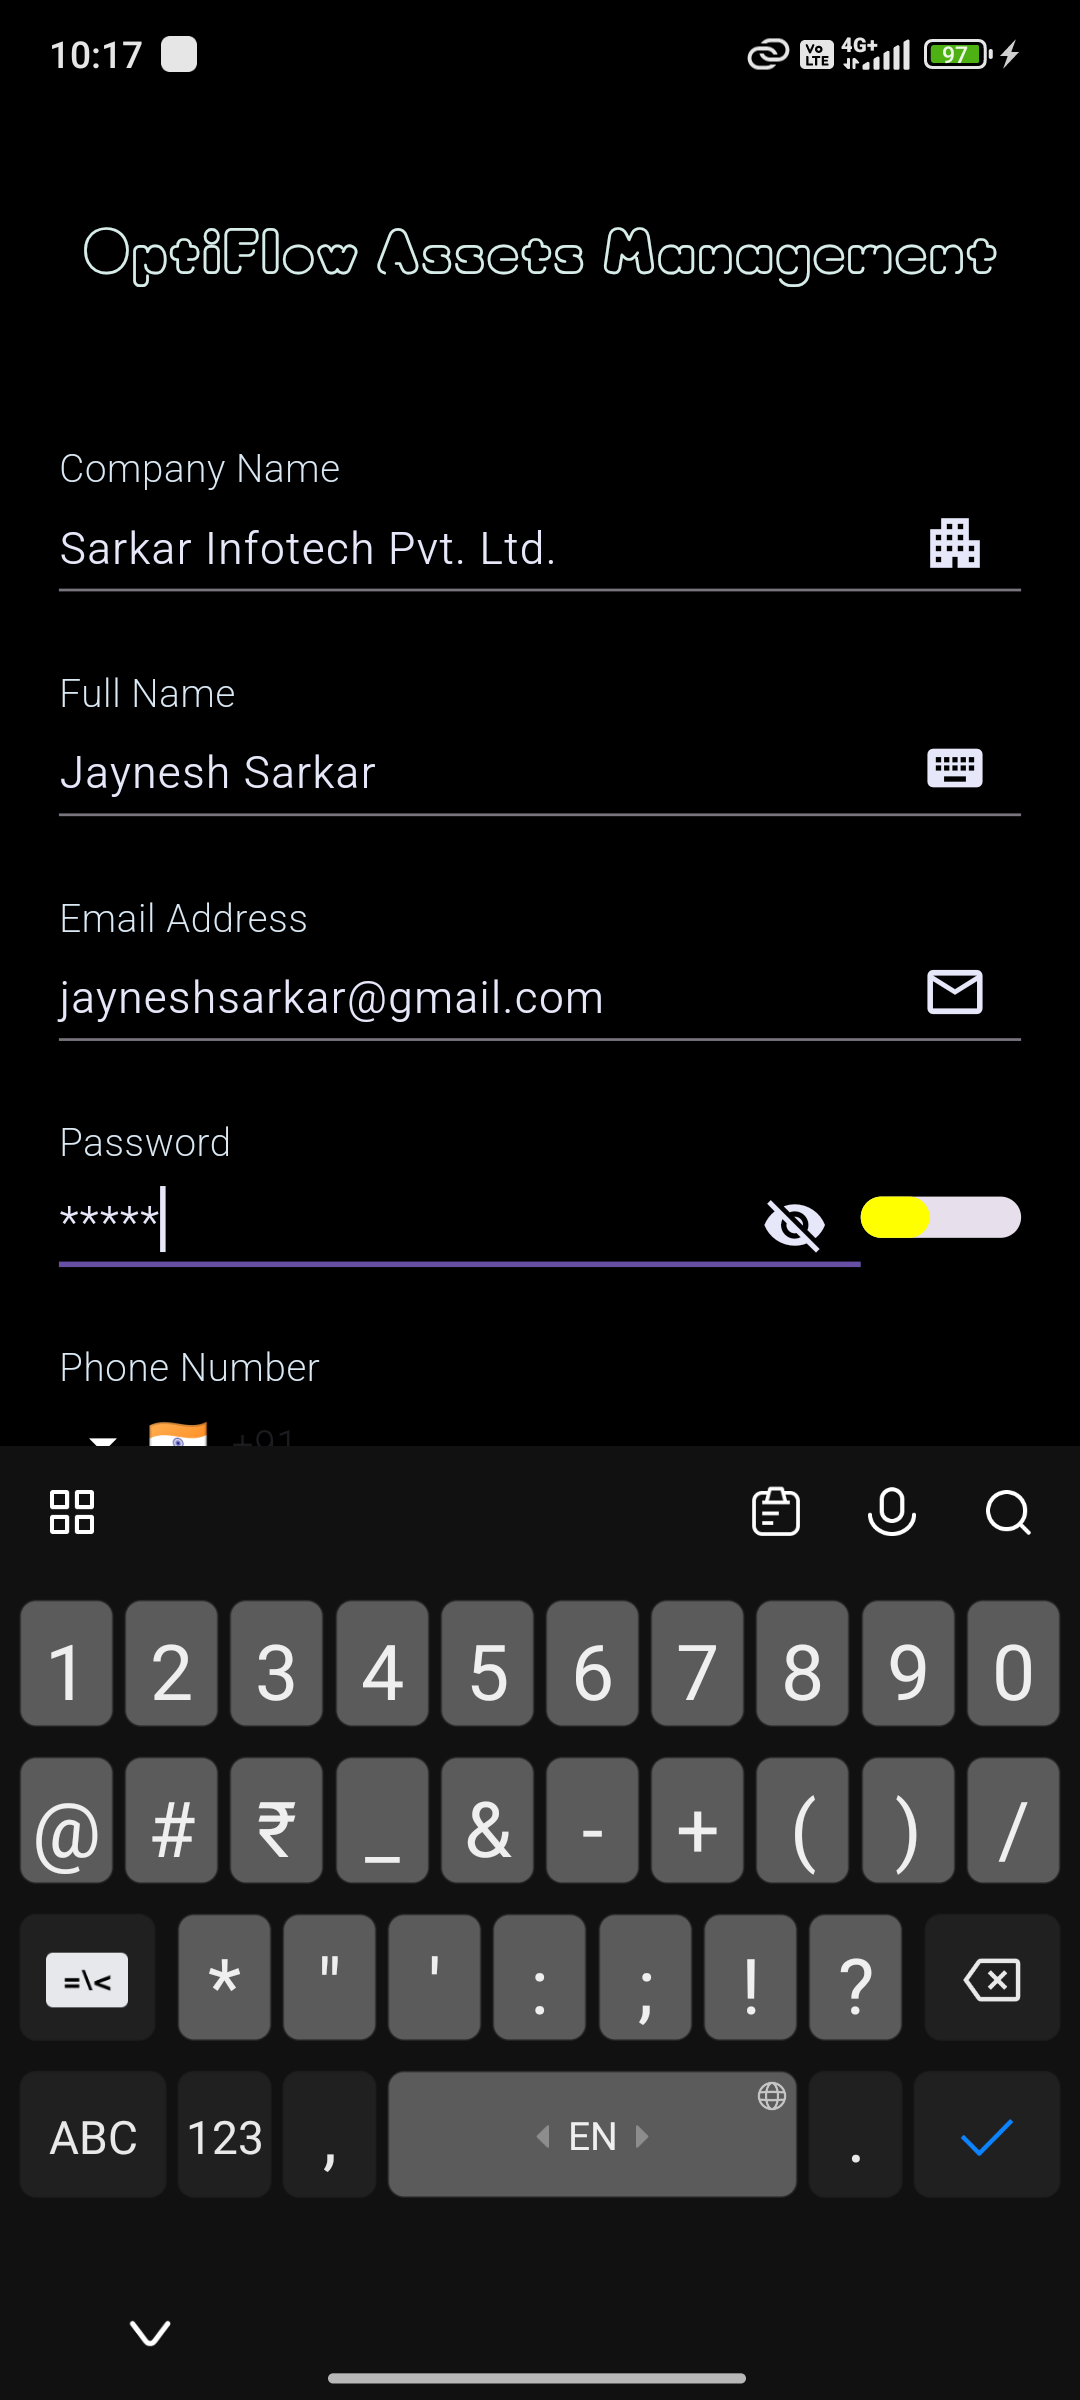 10:17
Vo LTE 4G+ 97
OptiFlow Assets Management
Company Name
Sarkar Infotech Pvt. Ltd.
Full Name
Jaynesh Sarkar
Email Address
jayneshsarkar@gmail.com
Password
*****
Phone Number
+91
1 2 3 4 5 6 7 8 9 0
@ # ₹ _ & - + ( ) /
=\< * " ' : ; ! ?
ABC 123 , EN .